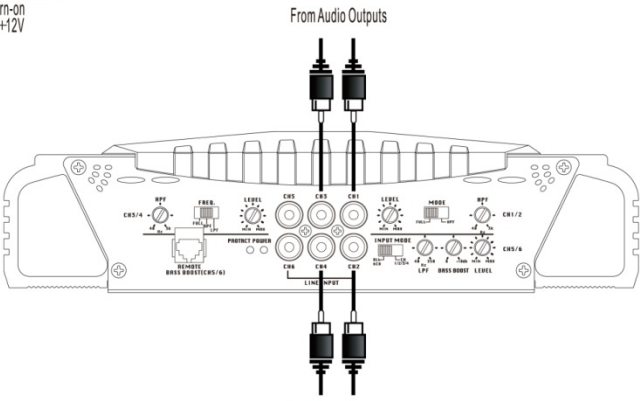 rn-on
+12V
From Audio Outputs
HPF
FREQ.
LEVEL
CH5
CH3
CH1
LEVEL
MODE
HPF
CH3/4
CH1/2
FULL
LPF
MIN MAX
MIN MAX
FULL
HPF
PROTACT POWER
INPUT MODE
CH5/6
REMOTE
BASS BOOST(CH5/6)
CH6
CH4
CH2
LPF
BASS BOOST
LEVEL
LINE INPUT